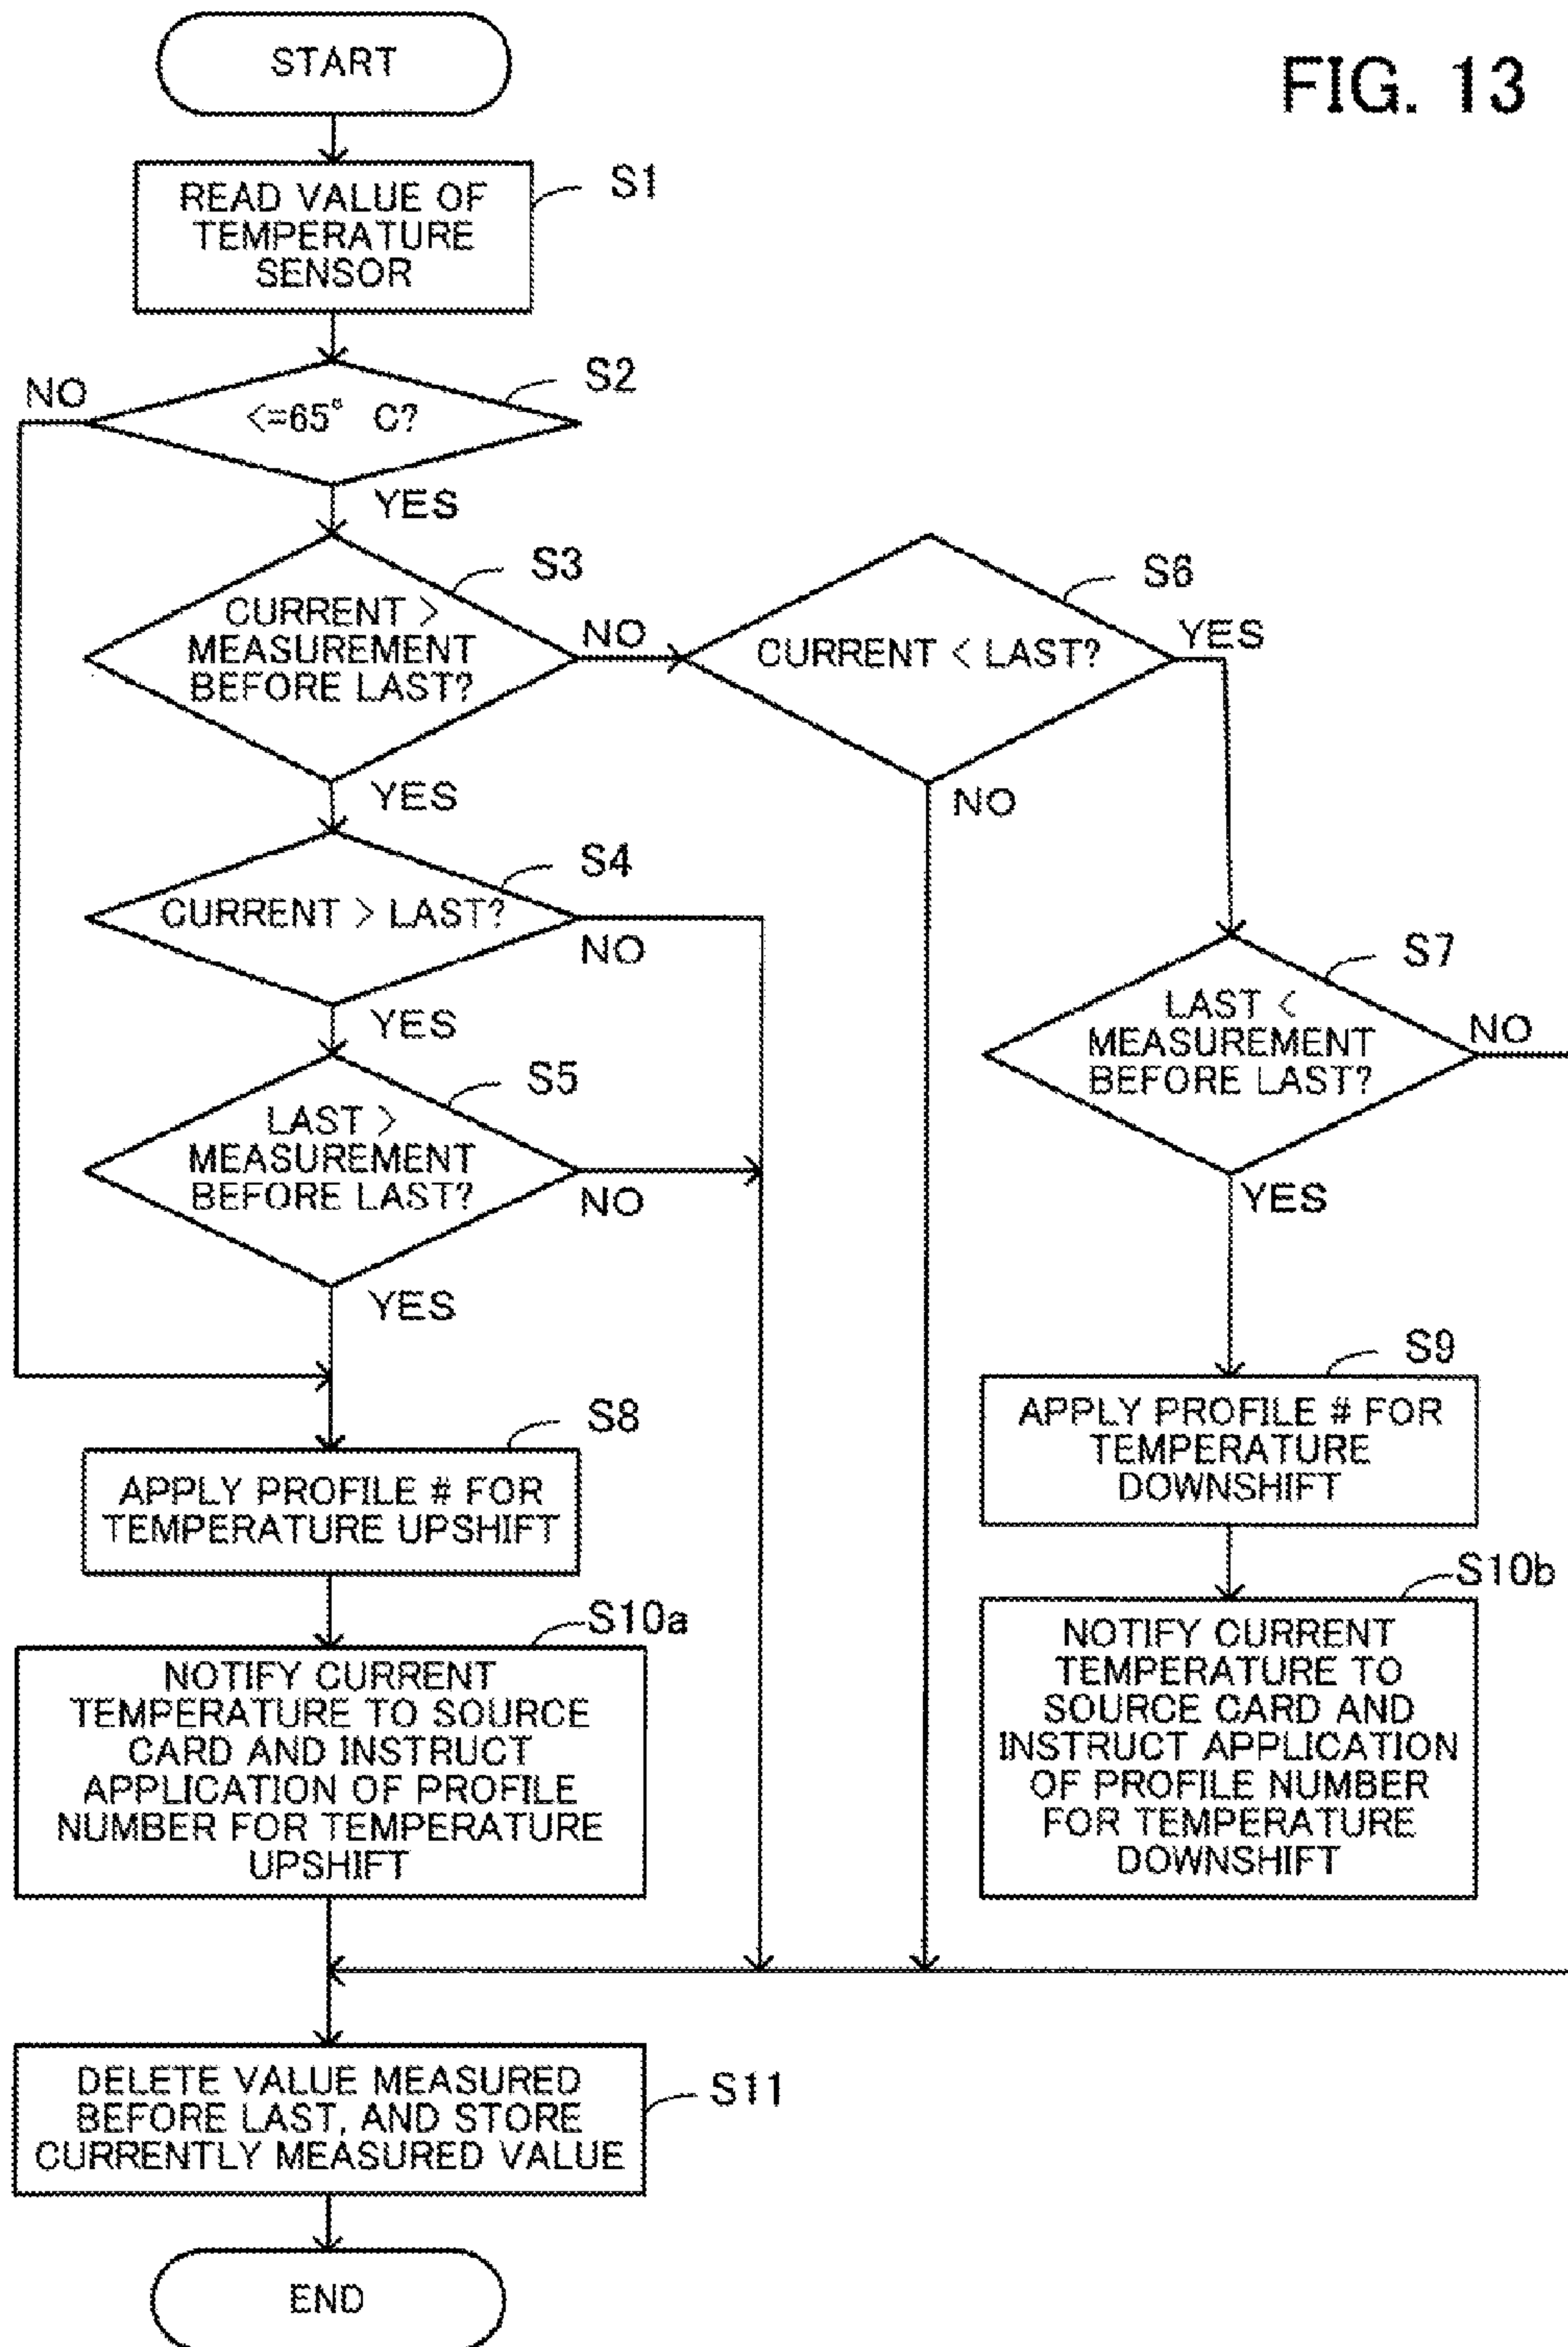 FIG. 13
START
READ VALUE OF
TEMPERATURE
SENSOR
S1
<=65° C?
S2
NO
YES
CURRENT >
MEASUREMENT
BEFORE LAST?
S3
NO
YES
CURRENT < LAST?
S6
YES
NO
CURRENT > LAST?
S4
NO
YES
LAST >
MEASUREMENT
BEFORE LAST?
S5
NO
YES
LAST <
MEASUREMENT
BEFORE LAST?
S7
NO
YES
APPLY PROFILE # FOR
TEMPERATURE UPSHIFT
S8
APPLY PROFILE # FOR
TEMPERATURE
DOWNSHIFT
S9
NOTIFY CURRENT
TEMPERATURE TO SOURCE
CARD AND INSTRUCT
APPLICATION OF PROFILE
NUMBER FOR TEMPERATURE
UPSHIFT
S10a
NOTIFY CURRENT
TEMPERATURE TO
SOURCE CARD AND
INSTRUCT APPLICATION
OF PROFILE NUMBER
FOR TEMPERATURE
DOWNSHIFT
S10b
DELETE VALUE MEASURED
BEFORE LAST, AND STORE
CURRENTLY MEASURED VALUE
S11
END